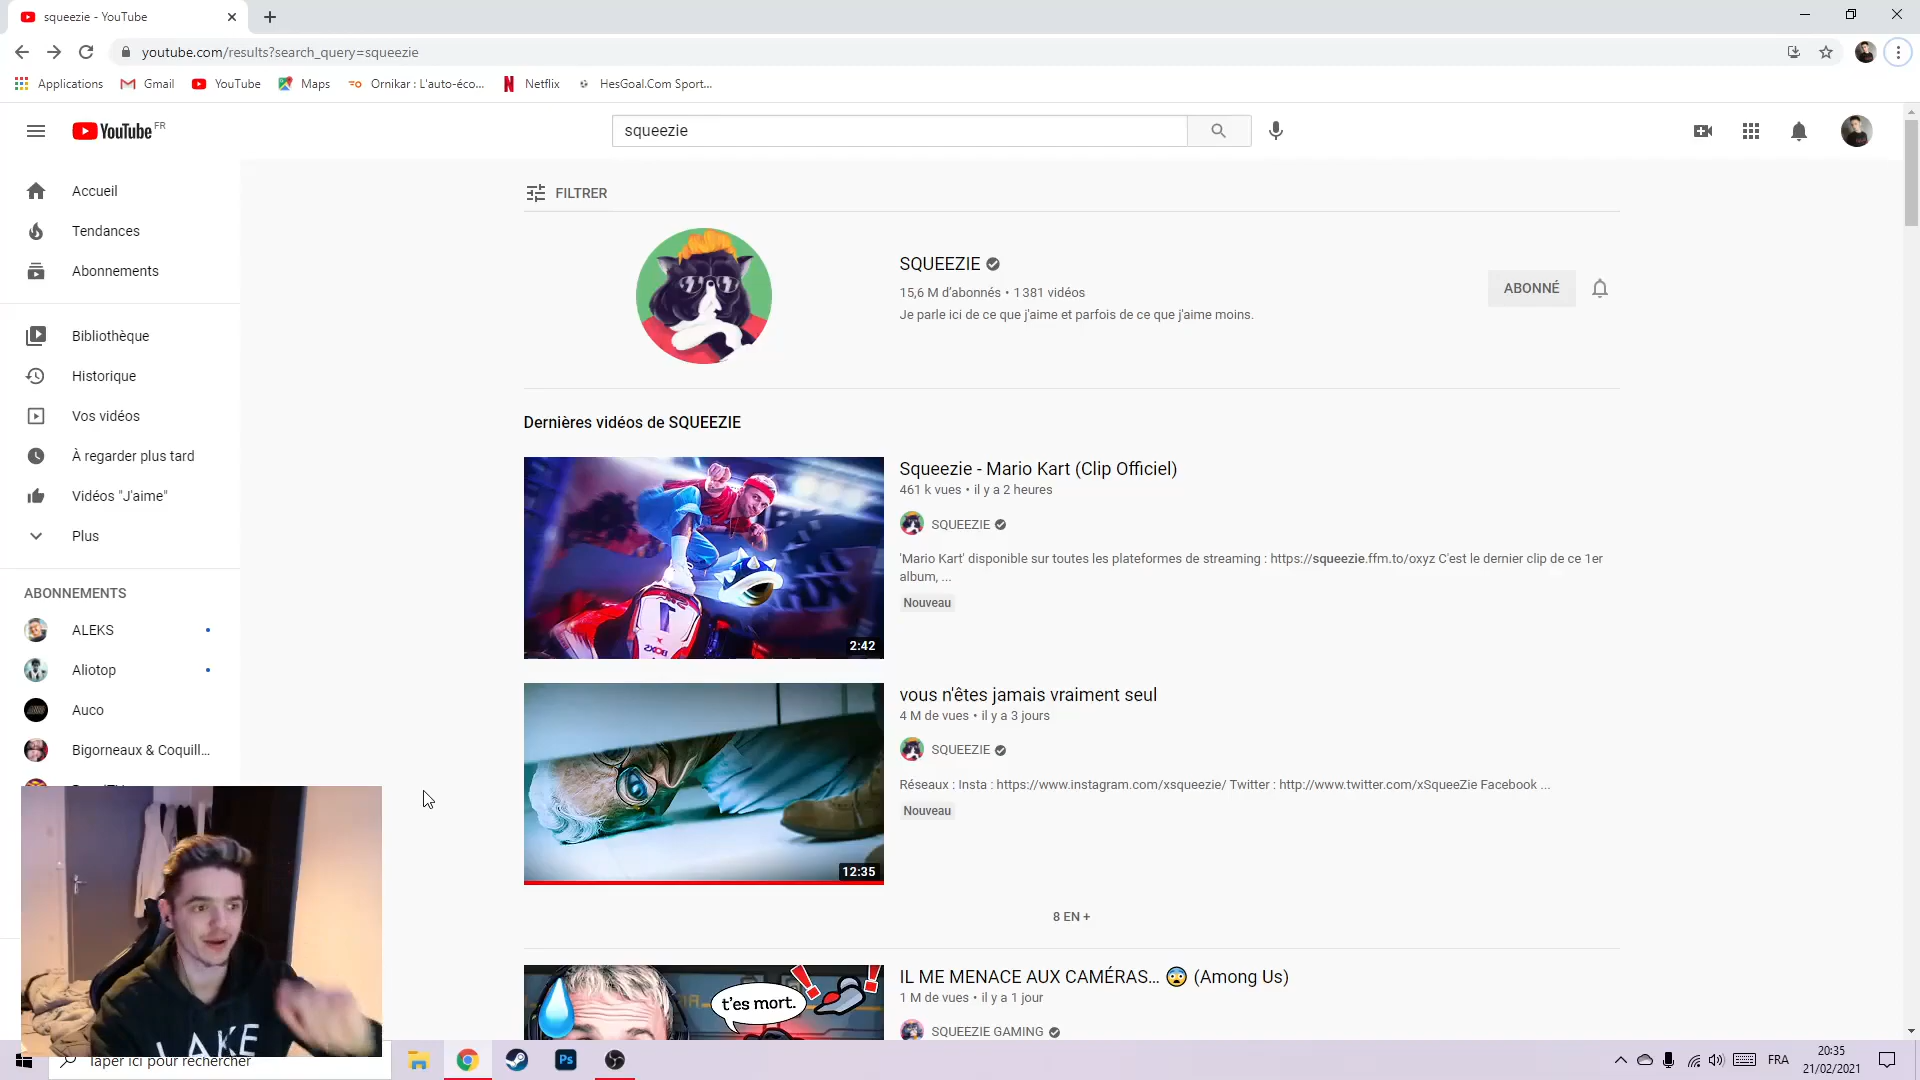 squeezie - YouTube
youtube.com/results?search_query=squeezie
Applications Gmail YouTube Maps Ornikar : L'auto-éco... Netflix HesGoal.Com Sport...
YouTube FR
squeezie
Accueil
Tendances
Abonnements
Bibliothèque
Historique
Vos vidéos
À regarder plus tard
Vidéos "J'aime"
Plus
ABONNEMENTS
ALEKS
Aliotop
Auco
Bigorneaux & Coquill...
FILTRER
SQUEEZIE
15,6 M d'abonnés • 1 381 vidéos
Je parle ici de ce que j'aime et parfois de ce que j'aime moins.
ABONNÉ
Dernières vidéos de SQUEEZIE
2:42
Squeezie - Mario Kart (Clip Officiel)
461 k vues • il y a 2 heures
SQUEEZIE
'Mario Kart' disponible sur toutes les plateformes de streaming : https://squeezie.ffm.to/oxyz C'est le dernier clip de ce 1er
album, ...
Nouveau
12:35
vous n'êtes jamais vraiment seul
4 M de vues • il y a 3 jours
SQUEEZIE
Réseaux : Insta : https://www.instagram.com/xsqueezie/ Twitter : http://www.twitter.com/xSqueeZie Facebook ...
Nouveau
8 EN +
t'es mort.
IL ME MENACE AUX CAMÉRAS... 😨 (Among Us)
1 M de vues • il y a 1 jour
SQUEEZIE GAMING
LAKE
Taper ici pour rechercher
Ps
FRA
20:35
21/02/2021